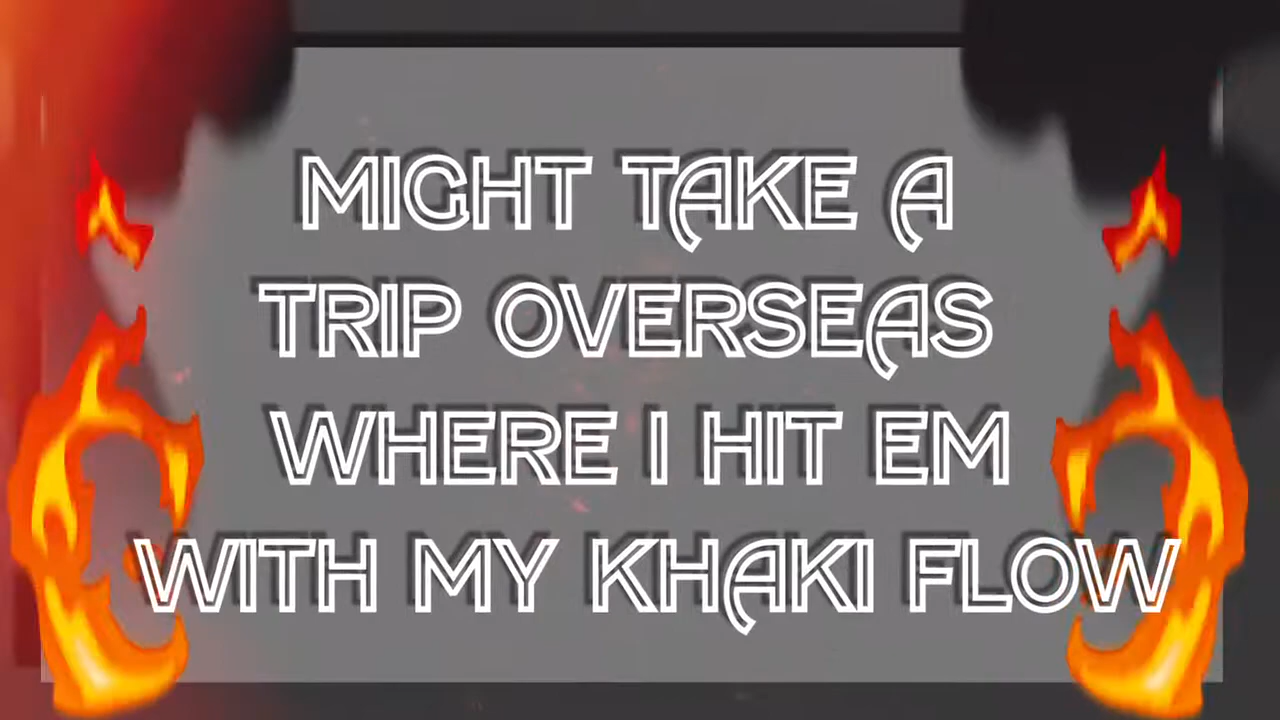 MIGHT TAKE A
TRIP OVERSEAS
WHERE I HIT EM
WITH MY KHAKI FLOW